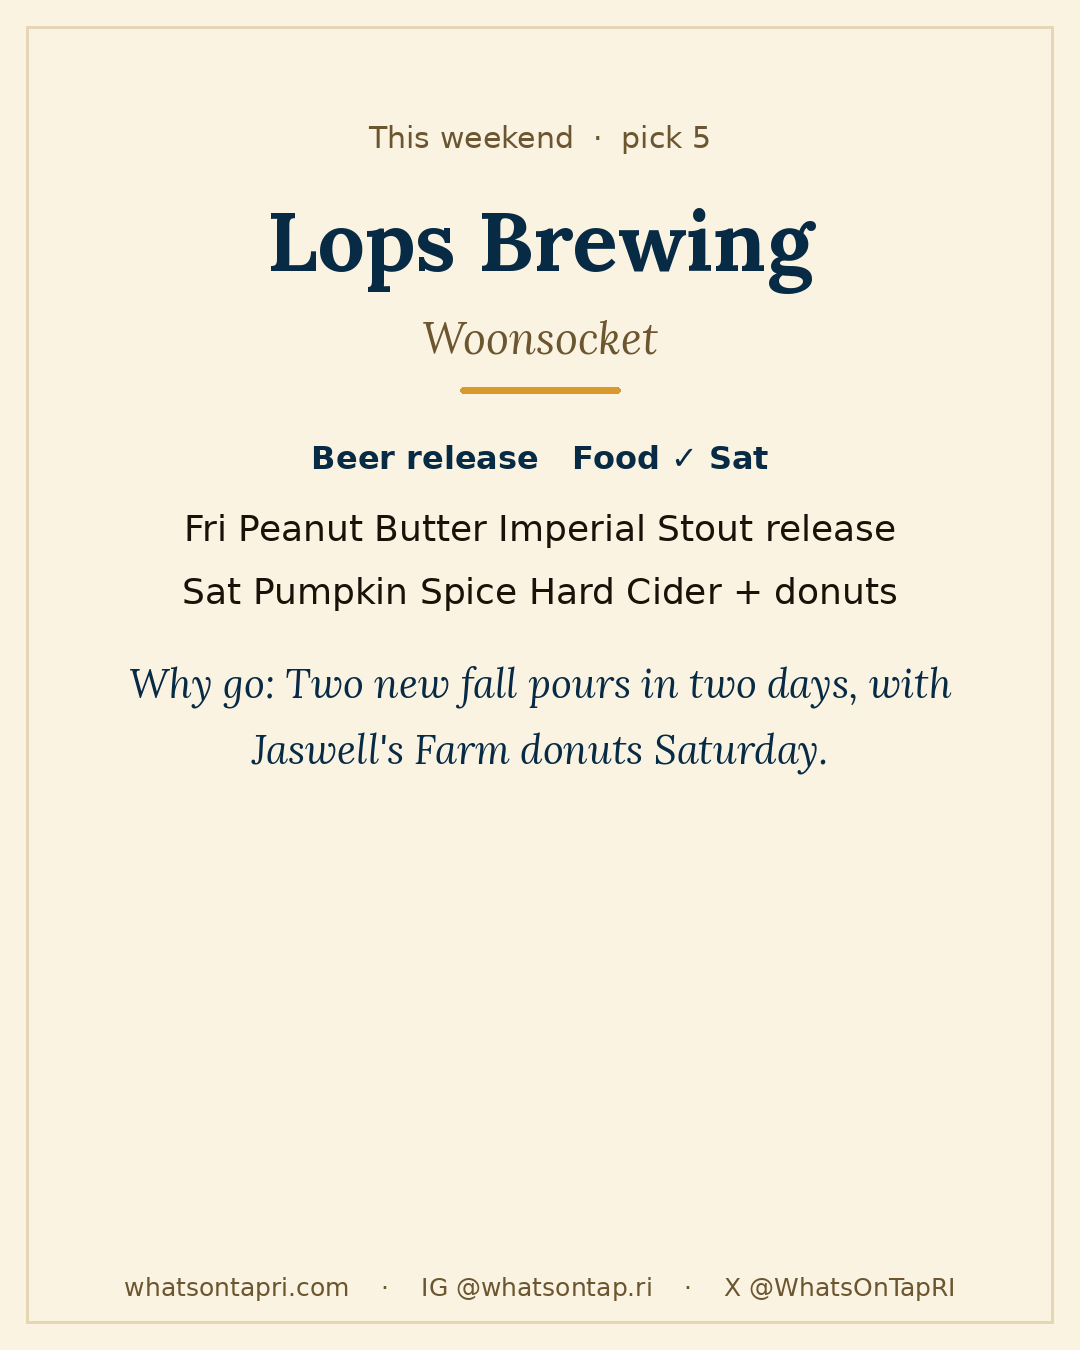 This weekend · pick 5
Lops Brewing
Woonsocket
Beer release Food ✓ Sat
Fri Peanut Butter Imperial Stout release
Sat Pumpkin Spice Hard Cider + donuts
Why go: Two new fall pours in two days, with
Jaswell's Farm donuts Saturday.
whatsontapri.com · IG @whatsontap.ri · X @WhatsOnTapRI